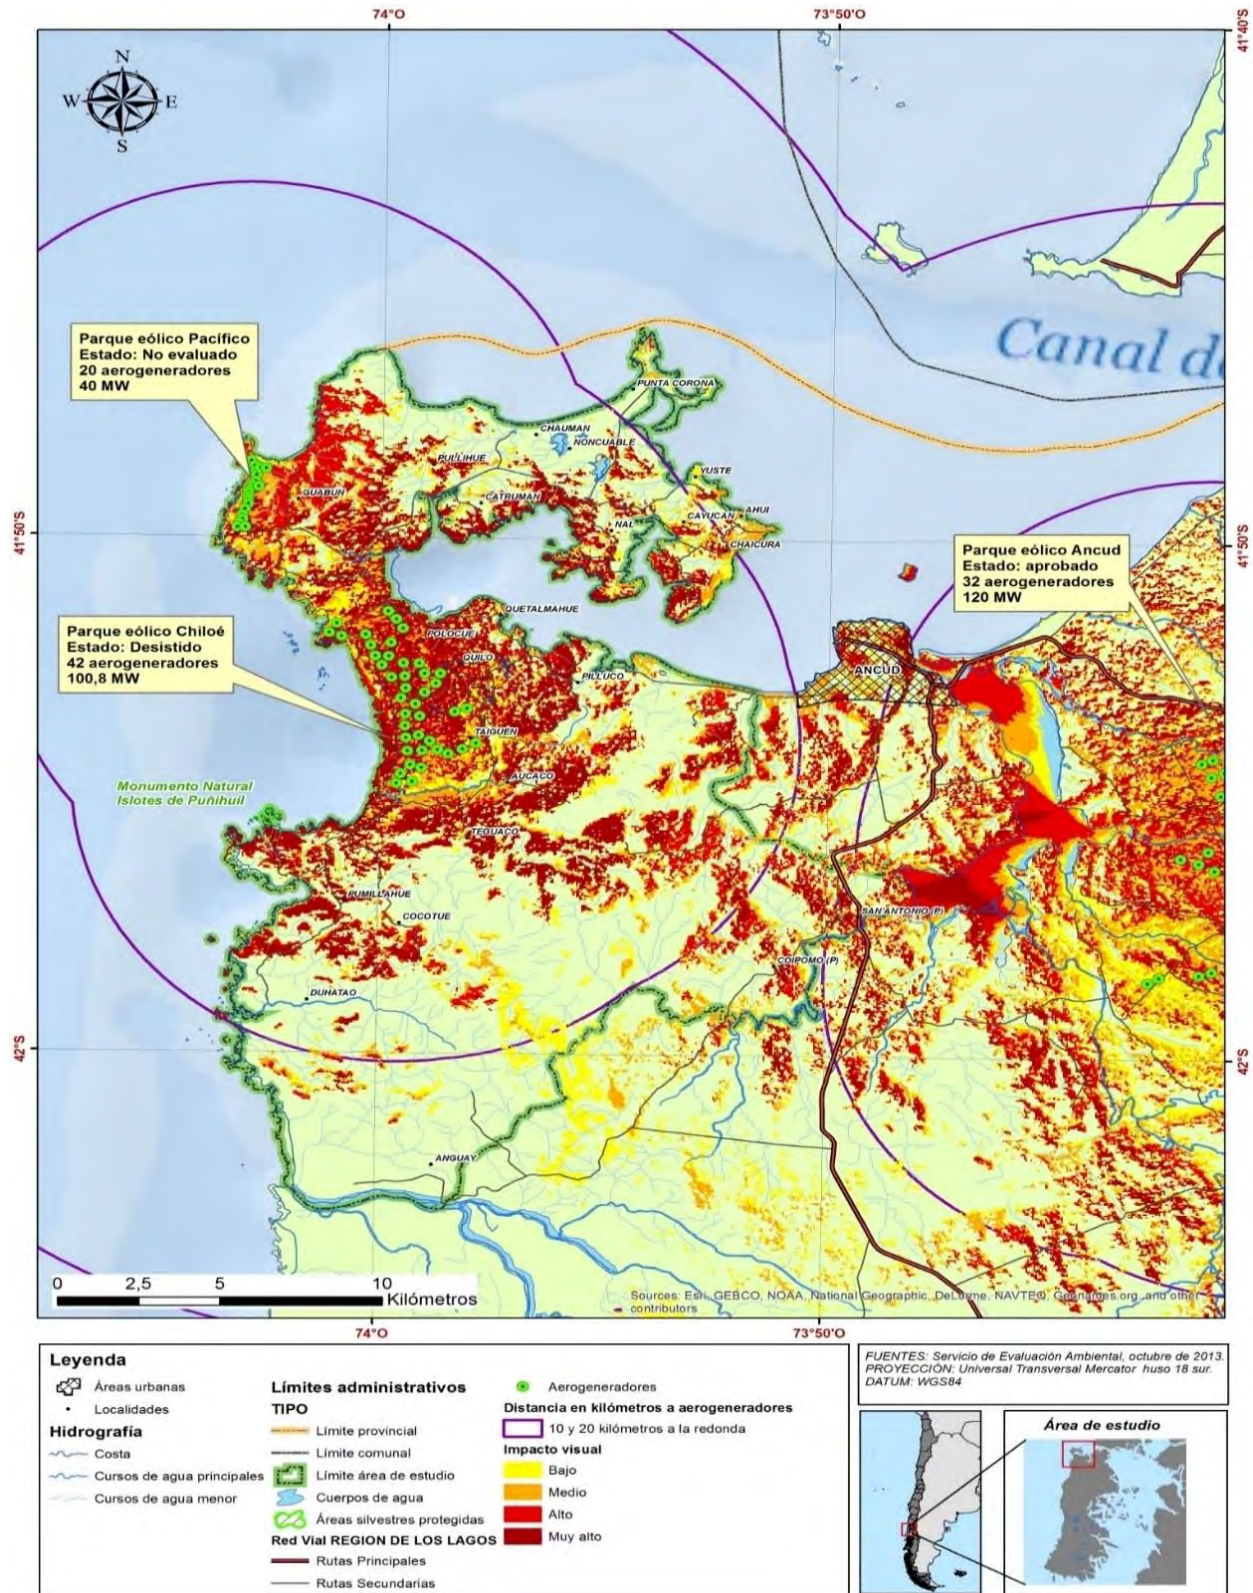 74°O
73°50'O
41°40'S
N
W E
S
Canal d
Parque eólico Pacífico
Estado: No evaluado
20 aerogeneradores
40 MW
PUNTA CORONA
CHAUMAN
NONCUABLE
PULLIHUE
YUSTE
GUABUN
CATRUMAN
AHUI
CAYUCAN
NAL
41°50'S
41°50'S
CHAICURA
Parque eólico Ancud
Estado: aprobado
32 aerogeneradores
120 MW
QUETALMAHUE
Parque eólico Chiloé
Estado: Desistido
42 aerogeneradores
100,8 MW
POLOCUE
QUILO
ANCUD
PILLUCO
TAIGUEN
AUCACO
Monumento Natural
Islotes de Puñihuil
TEGUACO
PUMILLAHUE
COCOTUE
SAN ANTONIO (P)
COIPOMO (P)
DUHATAO
42°S
42°S
ANGUAY
0 2,5 5 10
Kilómetros
Sources: Esri, GEBCO, NOAA, National Geographic, DeLorme, NAVTEQ, Geonames.org, and other
contributors
74°O
73°50'O
Leyenda
Áreas urbanas
Localidades
Hidrografía
Costa
Cursos de agua principales
Cursos de agua menor
Límites administrativos
TIPO
Límite provincial
Límite comunal
Límite área de estudio
Cuerpos de agua
Áreas silvestres protegidas
Red Vial REGION DE LOS LAGOS
Rutas Principales
Rutas Secundarias
Aerogeneradores
Distancia en kilómetros a aerogeneradores
10 y 20 kilómetros a la redonda
Impacto visual
Bajo
Medio
Alto
Muy alto
FUENTES: Servicio de Evaluación Ambiental, octubre de 2013.
PROYECCIÓN: Universal Transversal Mercator huso 18 sur.
DATUM: WGS84
Área de estudio